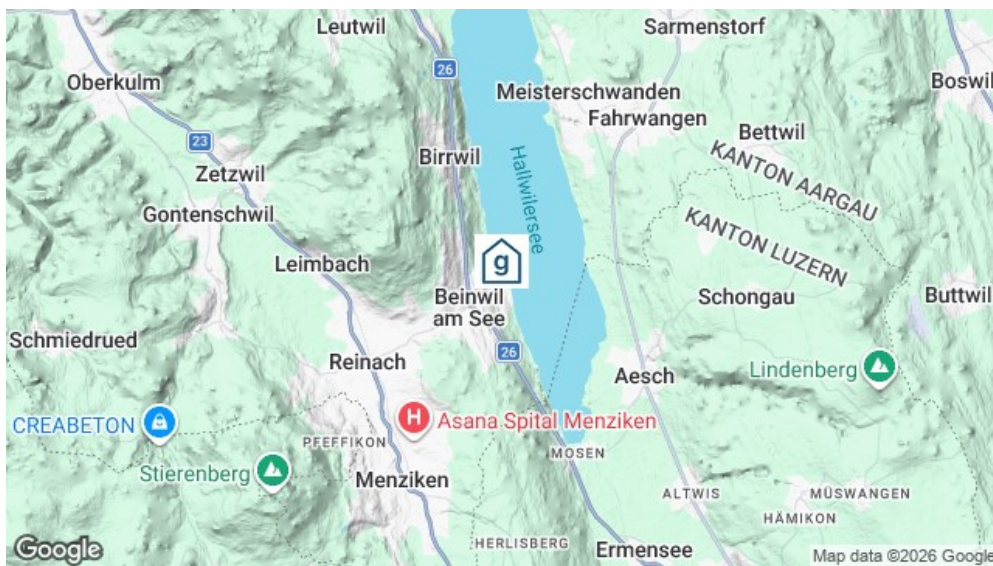 Leutwil
Sarmenstorf
26
Oberkulm
Boswil
Meisterschwanden
Fahrwangen
Bettwil
23
Birrwil
Zetzwil
Hallwilersee
KANTON AARGAU
Gontenschwil
KANTON LUZERN
g
Leimbach
Beinwil
am See
Schongau
Buttwil
Schmiedrued
Reinach
26
Aesch
Lindenberg
CREABETON
H
Asana Spital Menziken
PFEFFIKON
MOSEN
Stierenberg
Menziken
ALTWIS
MÜSWANGEN
HÄMIKON
HERLISBERG
Ermensee
Google
Map data ©2026 Google